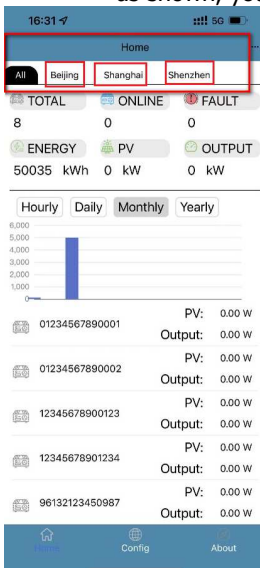 16:31 5G
Home ...
All Beijing Shanghai Shenzhen
TOTAL ONLINE FAULT
8 0 0
ENERGY PV OUTPUT
50035 kWh 0 kW 0 kW
Hourly Daily Monthly Yearly
6,000
5,000
4,000
3,000
2,000
1,000
0
PV: 0.00 W
01234567890001
Output: 0.00 W
PV: 0.00 W
01234567890002
Output: 0.00 W
PV: 0.00 W
12345678900123
Output: 0.00 W
PV: 0.00 W
12345678901234
Output: 0.00 W
PV: 0.00 W
96132123450987
Output: 0.00 W
Home Config About